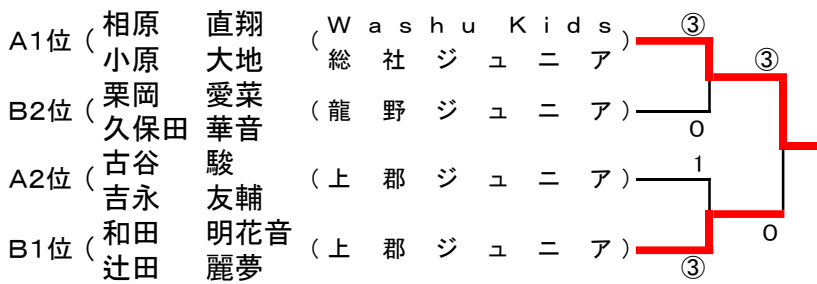 相原 直翔 Washu Kids ③
A1位 ( ( )
小原 大地 総社ジュニア ③
栗岡 愛菜
B2位 ( (龍野ジュニア)
久保田 華音 0
古谷 駿 1
A2位 ( (上郡ジュニア)
吉永 友輔
和田 明花音 0
B1位 ( (上郡ジュニア)
辻田 麗夢 ③